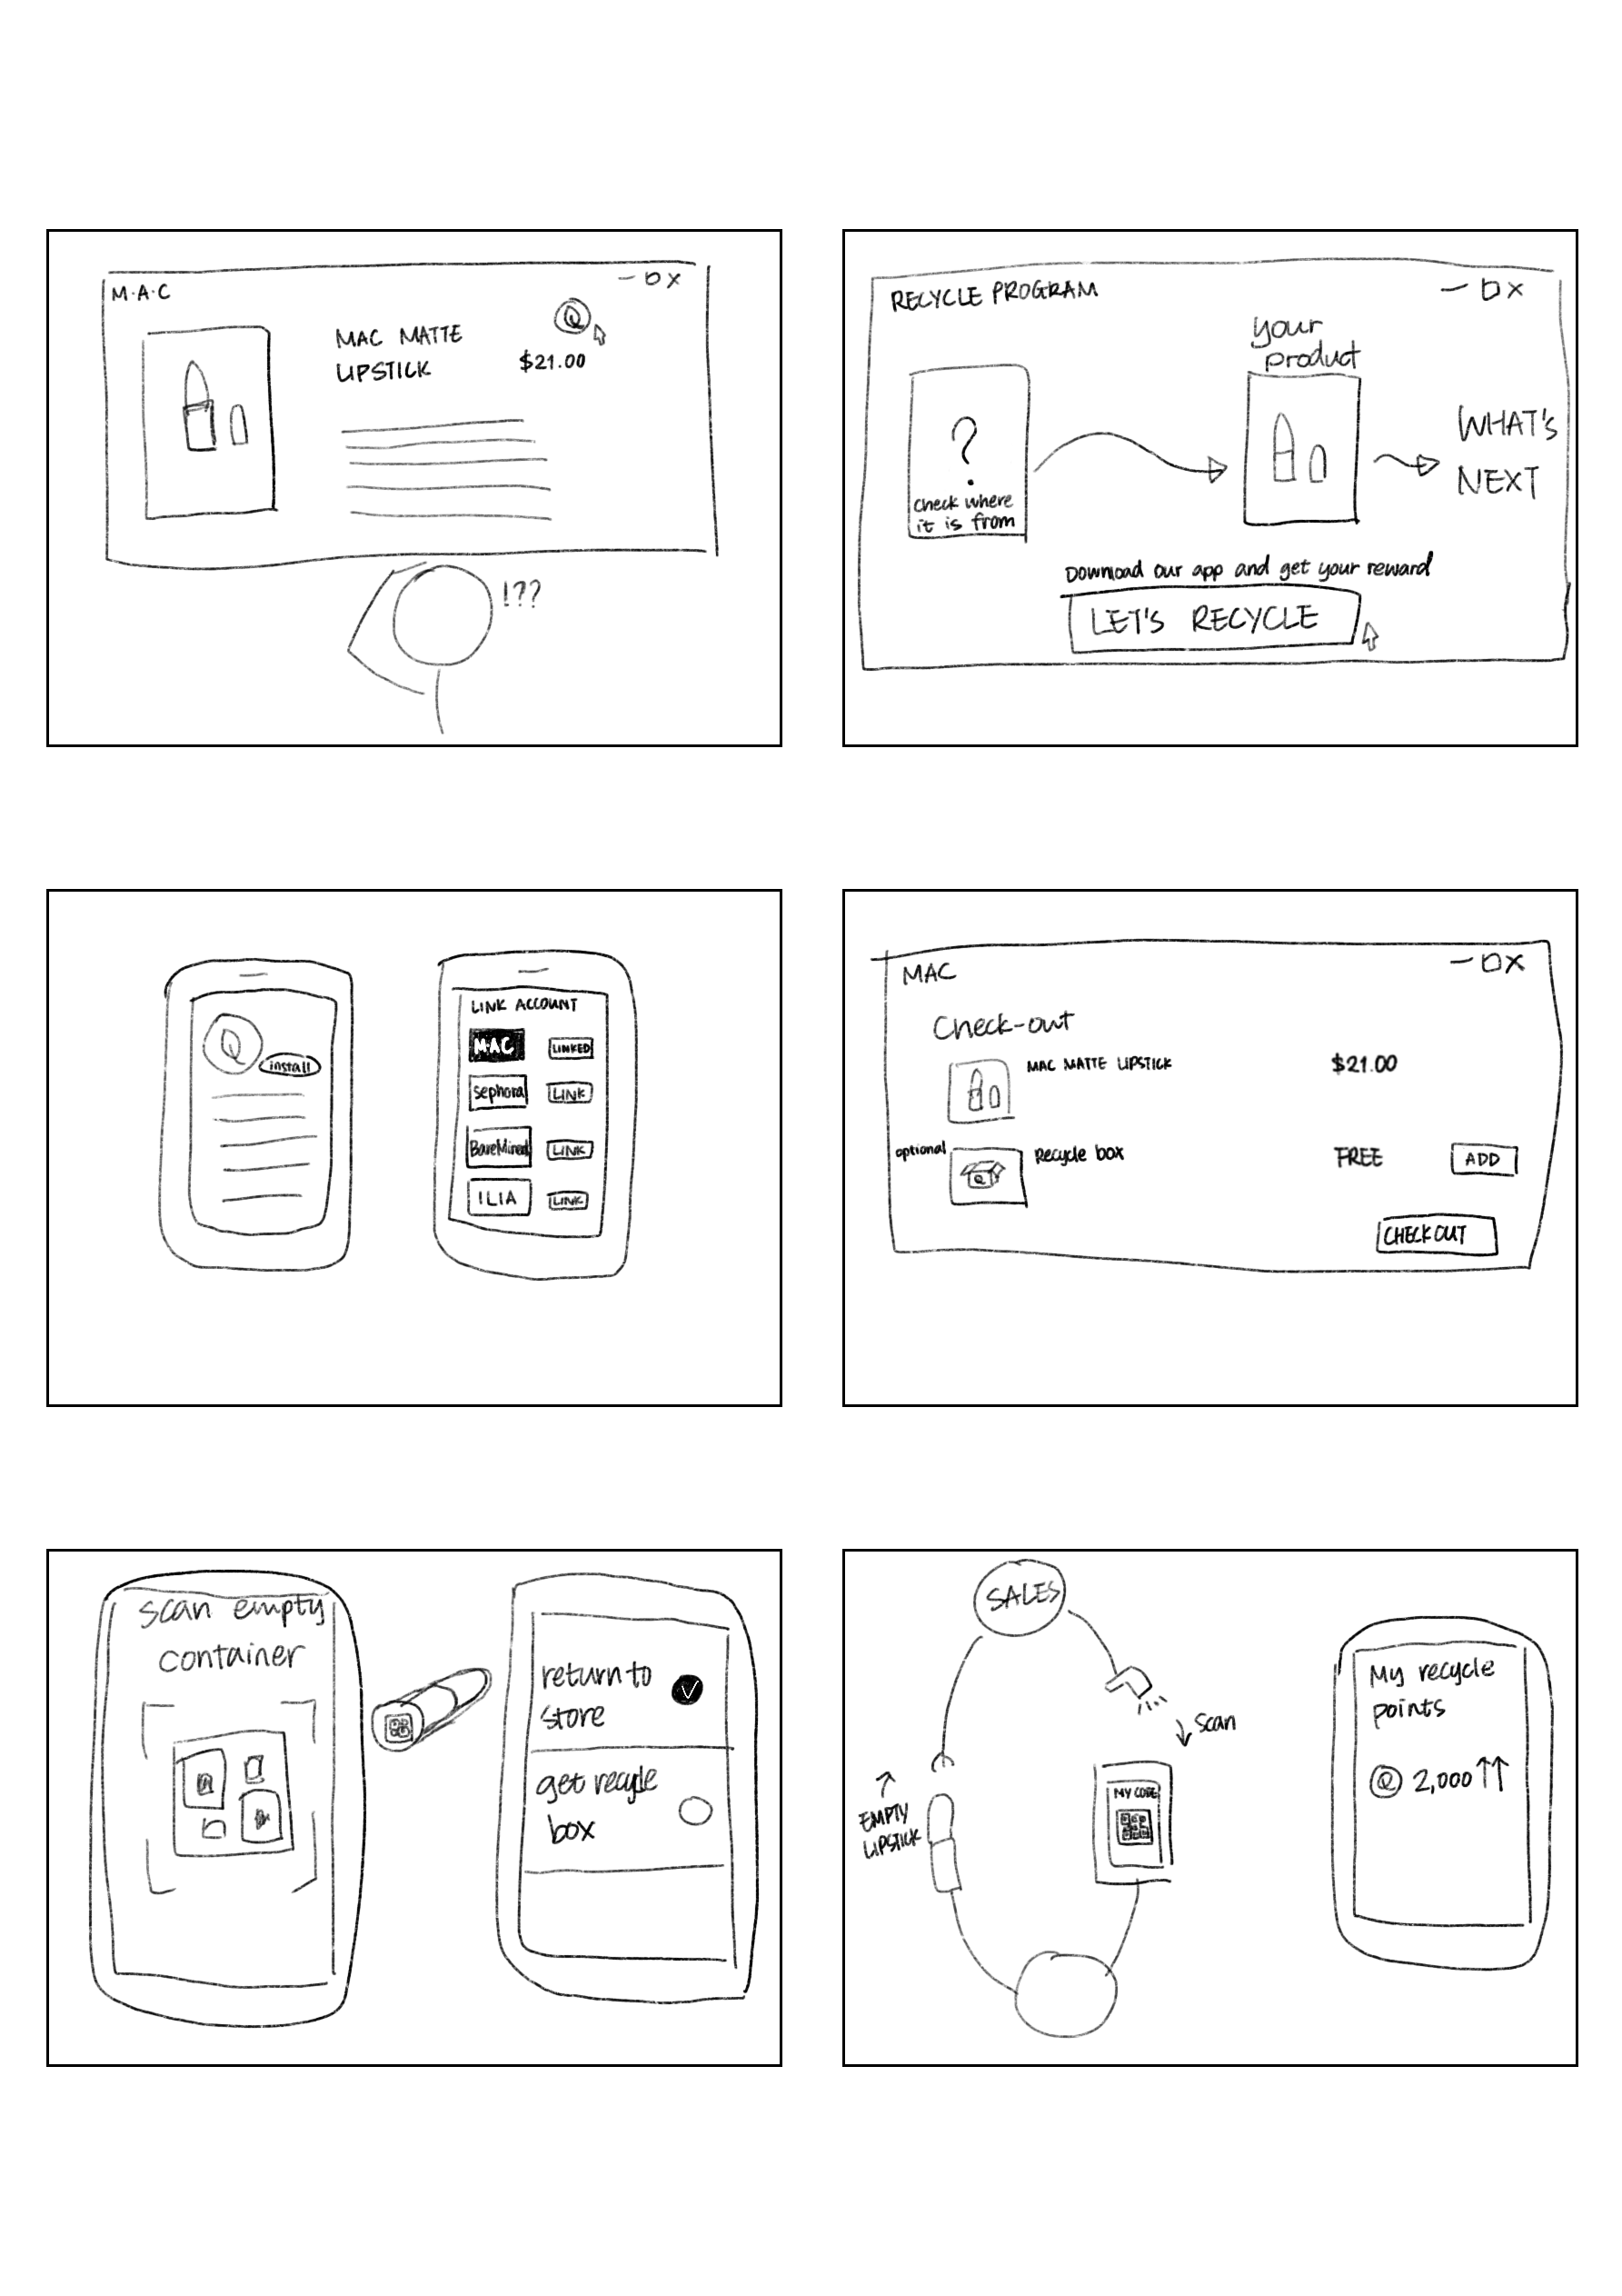 M·A·C
MAC MATTE
LIPSTICK
$21.00
Q
!??
RECYCLE PROGRAM
?
check where
it is from
your
product
WHAT's
NEXT
Download our app and get your reward
LET'S RECYCLE
Q
install
LINK ACCOUNT
MAC LINKED
Sephora LINK
BareMineral LINK
ILIA LINK
MAC
Check-out
MAC MATTE LIPSTICK $21.00
optional Recycle box FREE ADD
CHECKOUT
scan empty
container
return to
store
get recycle
box
SALES
Scan
EMPTY
LIPSTICK
MY CODE
My recycle
points
Q 2,000↑↑